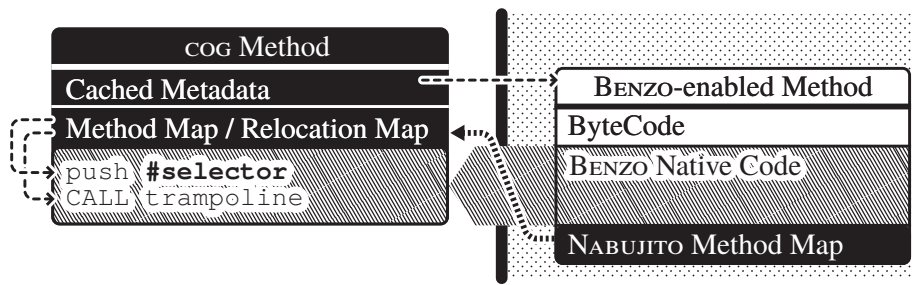 COG Method
Cached Metadata
Method Map / Relocation Map
push #selector
CALL trampoline
BENZO-enabled Method
ByteCode
BENZO Native Code
NABUJITO Method Map